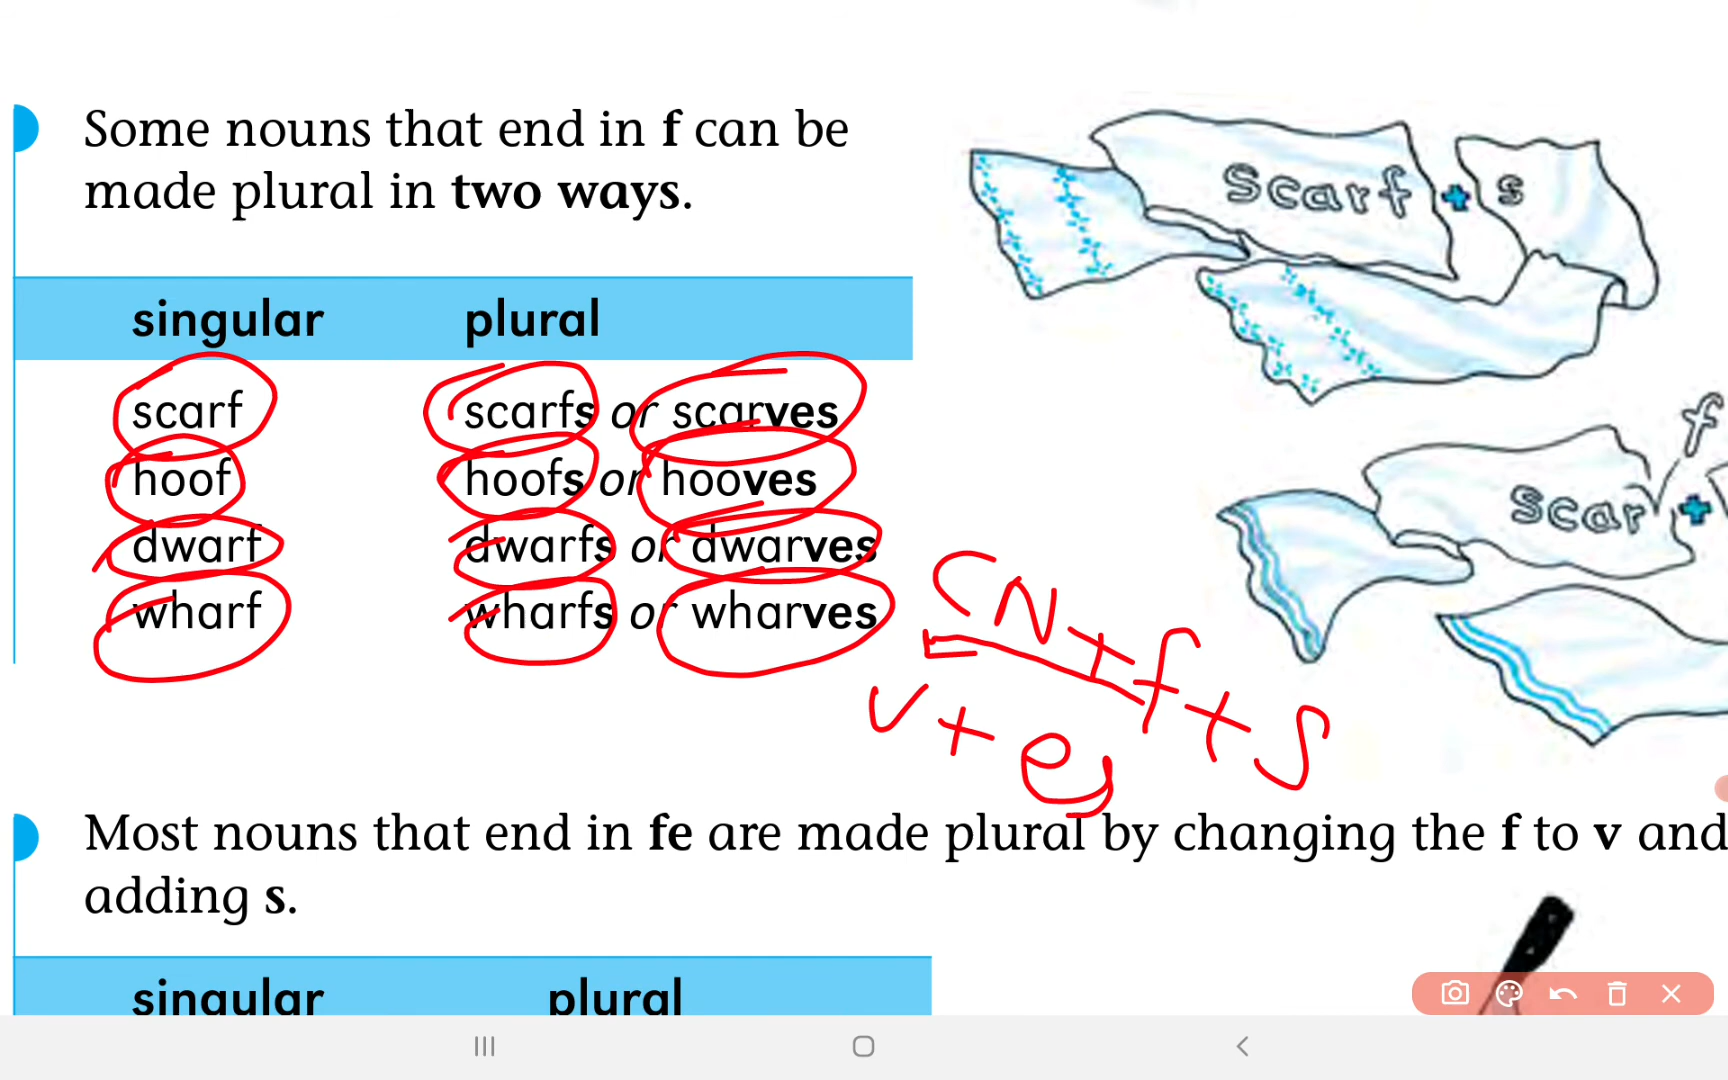 Some nouns that end in f can be
made plural in two ways.
scarf + s
singular plural
scarf scarfs or scarves
hoof hoofs or hooves
dwarf dwarfs or dwarves
wharf wharfs or wharves
f
scar +
CN + f + s
v + es
Most nouns that end in fe are made plural by changing the f to v and
adding s.
singular plural